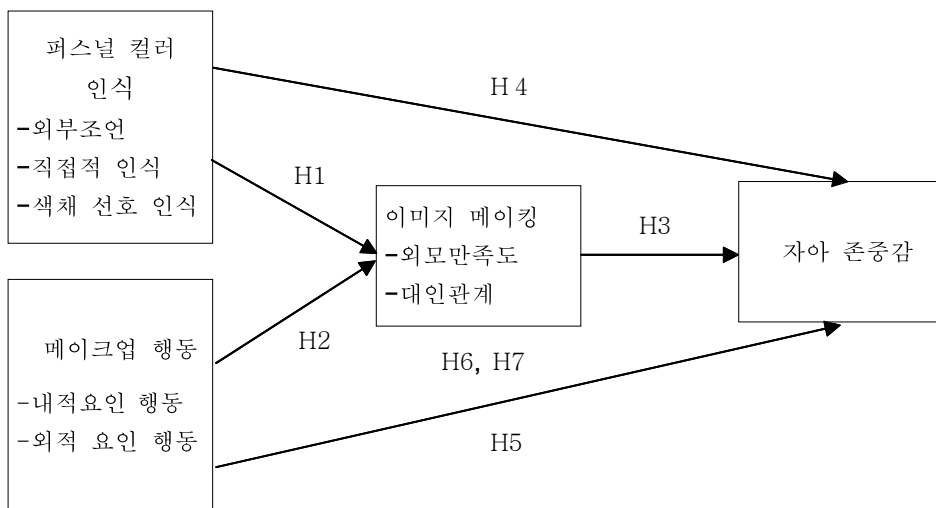 퍼스널 컬러
인식
-외부조언
-직접적 인식
-색채 선호 인식
H 4
H1
이미지 메이킹
-외모만족도
-대인관계
H3
자아 존중감
메이크업 행동
-내적요인 행동
-외적 요인 행동
H2
H6, H7
H5